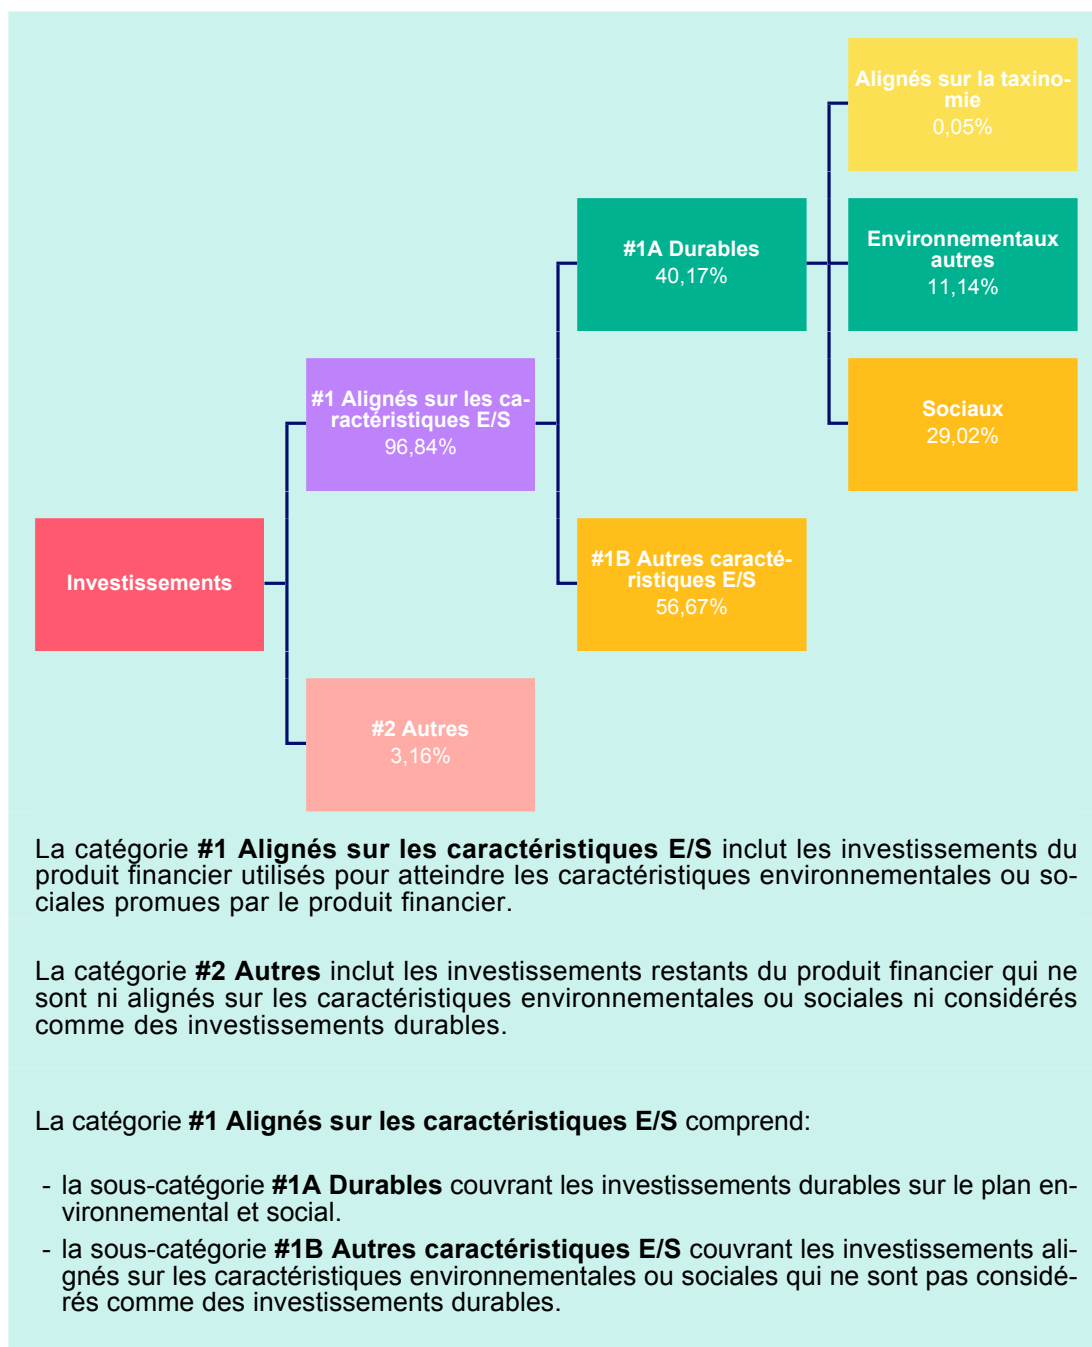 Alignés sur la taxino-
mie
0,05%
#1A Durables
40,17%
Environnementaux
autres
11,14%
#1 Alignés sur les ca-
ractéristiques E/S
96,84%
Sociaux
29,02%
Investissements
#1B Autres caracté-
ristiques E/S
56,67%
#2 Autres
3,16%
La catégorie #1 Alignés sur les caractéristiques E/S inclut les investissements du
produit financier utilisés pour atteindre les caractéristiques environnementales ou so-
ciales promues par le produit financier.
La catégorie #2 Autres inclut les investissements restants du produit financier qui ne
sont ni alignés sur les caractéristiques environnementales ou sociales ni considérés
comme des investissements durables.
La catégorie #1 Alignés sur les caractéristiques E/S comprend:
- la sous-catégorie #1A Durables couvrant les investissements durables sur le plan en-
vironnemental et social.
- la sous-catégorie #1B Autres caractéristiques E/S couvrant les investissements ali-
gnés sur les caractéristiques environnementales ou sociales qui ne sont pas considé-
rés comme des investissements durables.